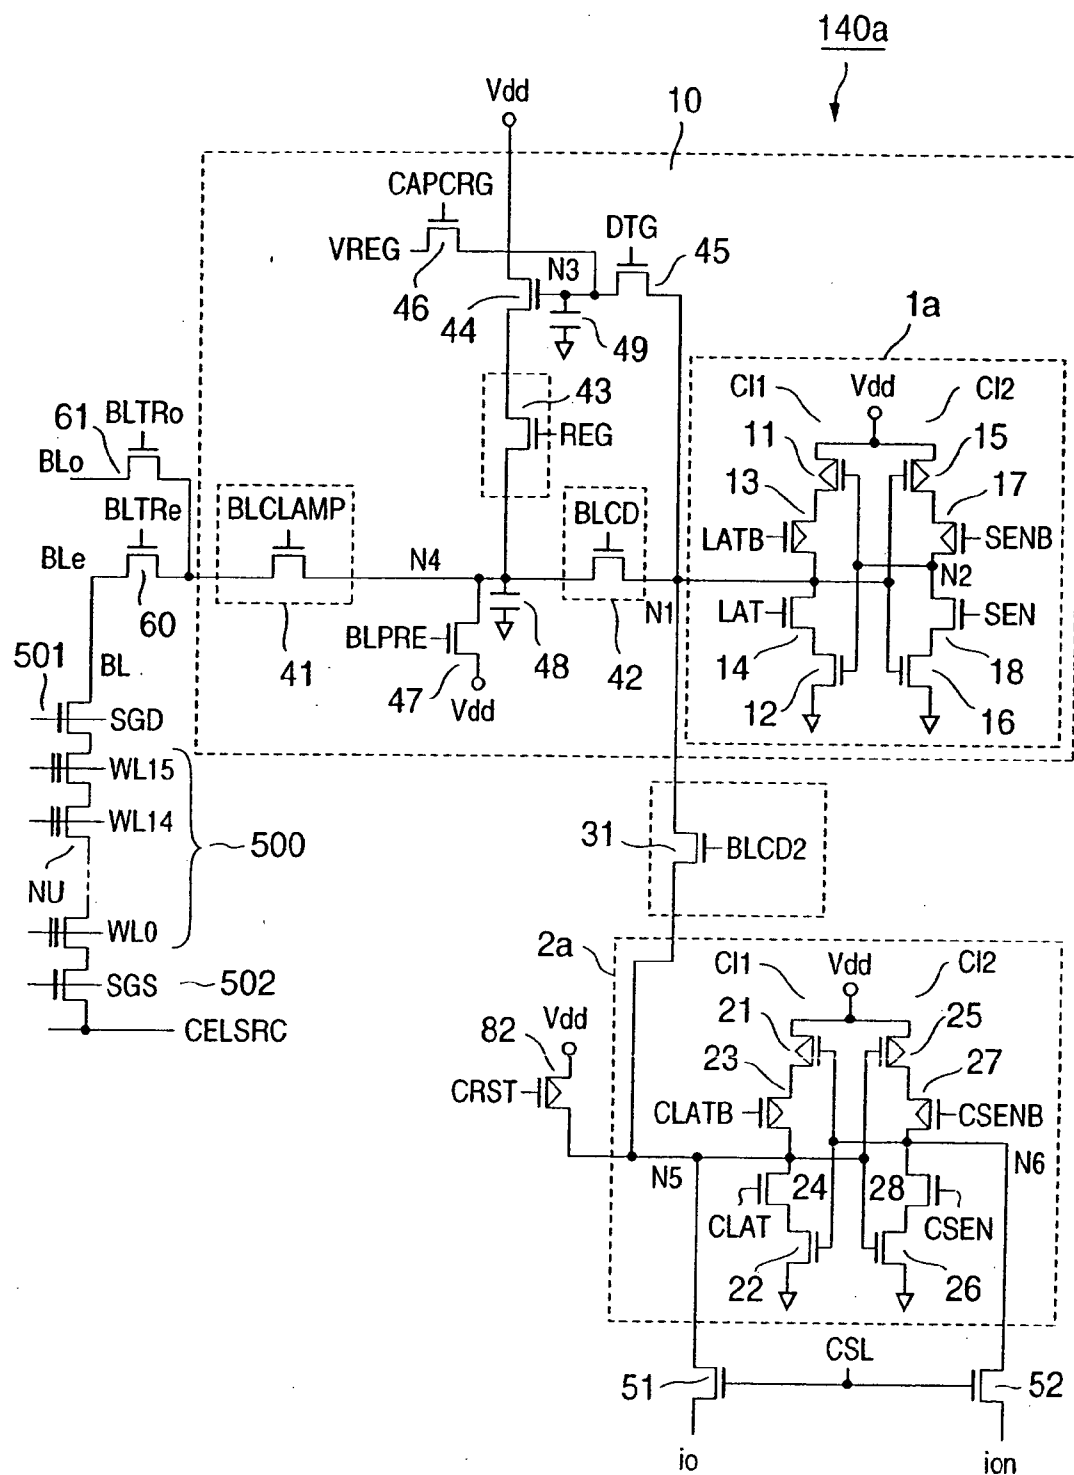 140a
Vdd
10
CAPCRG
DTG
VREG
N3
45
46
44
49
1a
CI1
Vdd
CI2
43
REG
11
15
13
17
61
BLTRo
BLo
BLTRe
BLCLAMP
BLCD
LATB
SENB
BLe
N4
N2
N1
LAT
SEN
60
BLPRE
48
14
18
501
BL
41
47
Vdd
42
12
16
SGD
WL15
WL14
500
31
BLCD2
NU
WL0
2a
SGS
502
CI1
Vdd
CI2
CELSRC
82
Vdd
21
25
23
27
CRST
CLATB
CSENB
N5
N6
24
28
CLAT
CSEN
22
26
CSL
51
52
io
ion